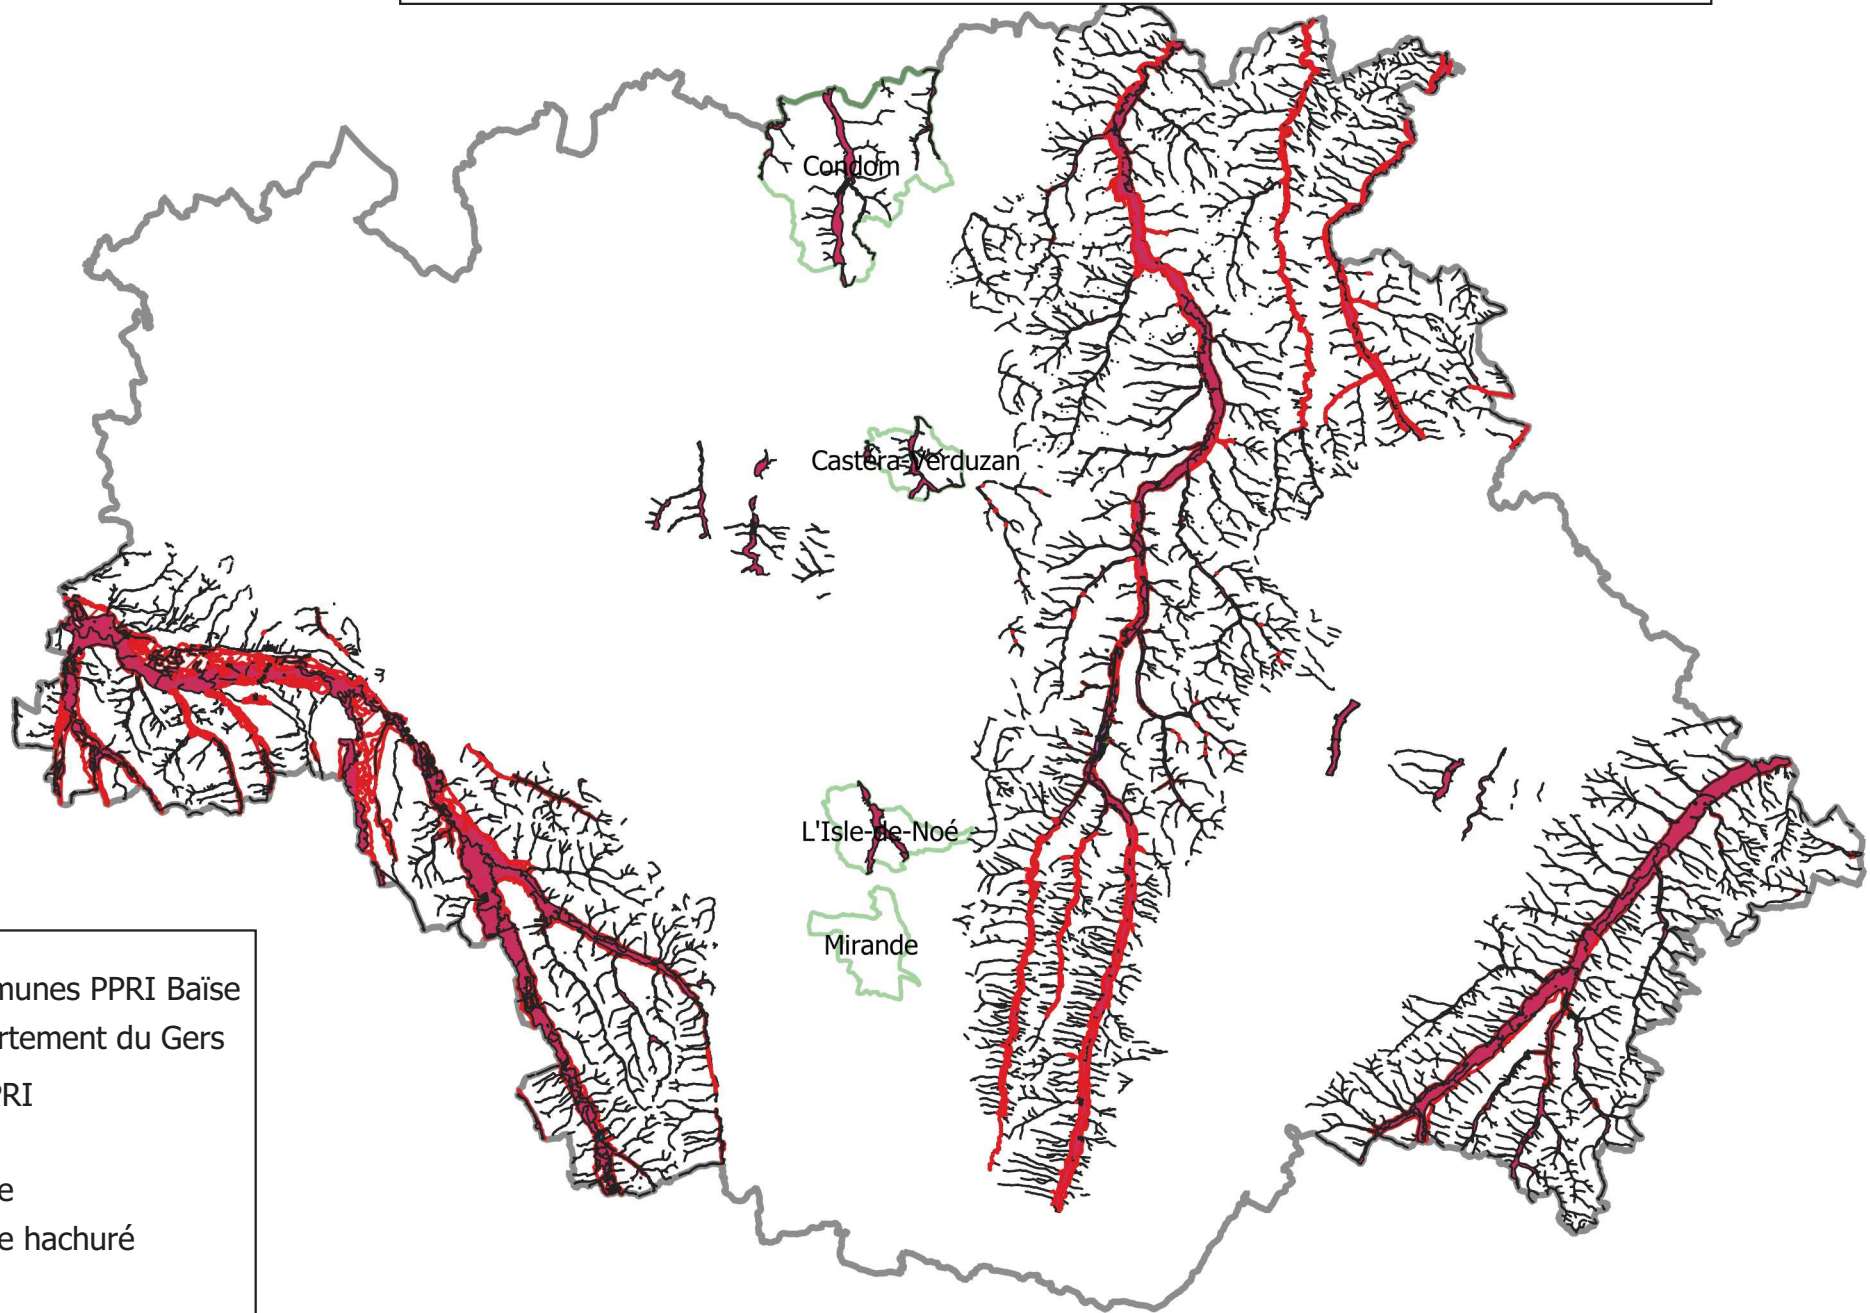 Condom
Castéra-Verduzan
L'Isle-de-Noé
Mirande
munes PPRI Baïse
rtement du Gers
PRI
e
e hachuré